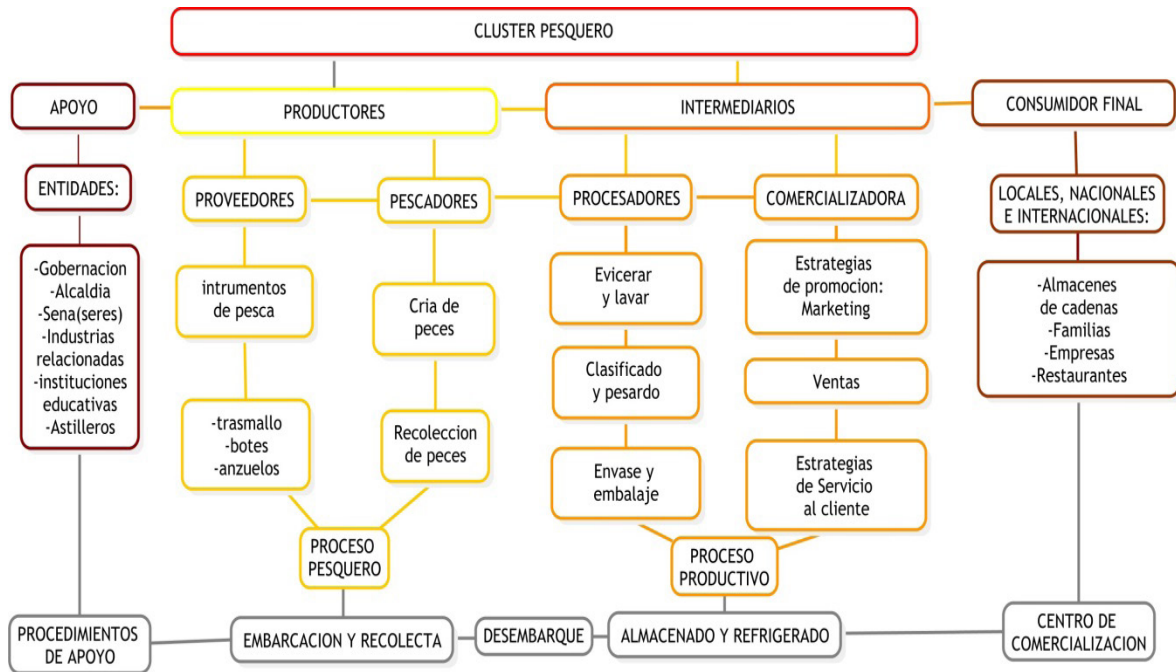 CLUSTER PESQUERO
APOYO
PRODUCTORES
INTERMEDIARIOS
CONSUMIDOR FINAL
ENTIDADES:
PROVEEDORES
PESCADORES
PROCESADORES
COMERCIALIZADORA
LOCALES, NACIONALES
E INTERNACIONALES:
-Gobernacion
-Alcaldia
-Sena(seres)
-Industrias
relacionadas
-instituciones
educativas
-Astilleros
intrumentos
de pesca
-trasmallo
-botes
-anzuelos
Cria de
peces
Recoleccion
de peces
PROCESO
PESQUERO
Evicerar
y lavar
Clasificado
y pesardo
Envase y
embalaje
Estrategias
de promocion:
Marketing
Ventas
Estrategias
de Servicio
al cliente
PROCESO
PRODUCTIVO
-Almacenes
de cadenas
-Familias
-Empresas
-Restaurantes
PROCEDIMIENTOS
DE APOYO
EMBARCACION Y RECOLECTA
DESEMBARQUE
ALMACENADO Y REFRIGERADO
CENTRO DE
COMERCIALIZACION